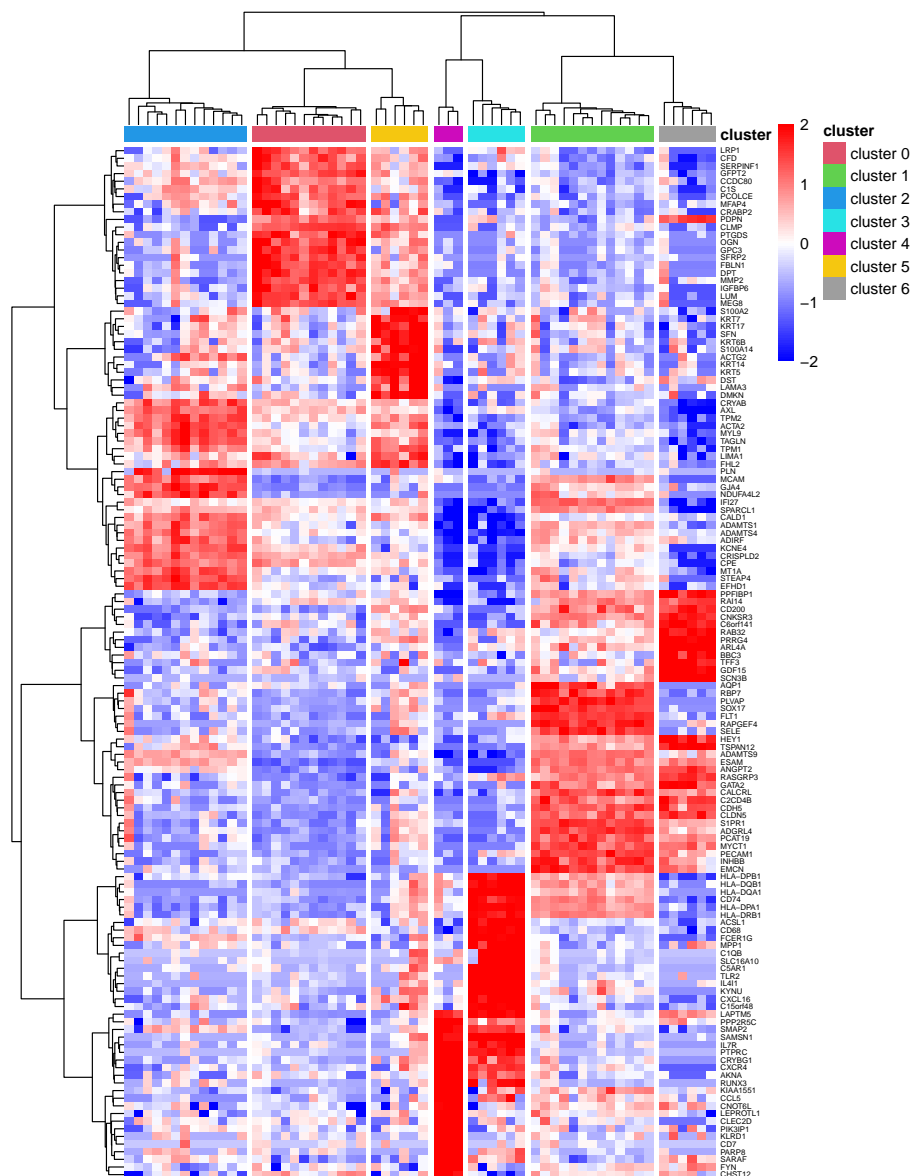 cluster
2
1
0
−1
−2
cluster
cluster 0
cluster 1
cluster 2
cluster 3
cluster 4
cluster 5
cluster 6
LRP1
CFD
SERPINF1
GFPT2
CCDC80
C1S
PCOLCE
MFAP4
CRABP2
PDPN
CLMP
PTGDS
OGN
GPC3
SFRP2
FBLN1
DPT
MMP2
IGFBP6
LUM
MEG8
S100A2
KRT7
KRT17
SFN
KRT6B
S100A14
ACTG2
KRT14
KRT5
DST
LAMA3
DMKN
CRYAB
AXL
TPM2
ACTA2
MYL9
TAGLN
TPM1
LIMA1
FHL2
PLN
MCAM
GJA4
NDUFA4L2
IFI27
SPARCL1
CALD1
ADAMTS1
ADAMTS4
ADIRF
KCNE4
CRISPLD2
CPE
MT1A
STEAP4
EFHD1
PPFIBP1
RAI14
CD200
CNKSR3
C6orf141
RAB32
PRRG4
ARL4A
BBC3
TFF3
GDF15
SCN3B
AQP1
RBP7
PLVAP
SOX17
FLT1
RAPGEF4
SELE
HEY1
TSPAN12
ADAMTS9
ESAM
ANGPT2
RASGRP3
GATA2
CALCRL
C2CD4B
CDH5
CLDN5
S1PR1
ADGRL4
PCAT19
MYCT1
PECAM1
INHBB
EMCN
HLA−DPB1
HLA−DQB1
HLA−DQA1
CD74
HLA−DPA1
HLA−DRB1
ACSL1
CD68
FCER1G
MPP1
C1QB
SLC16A10
C5AR1
TLR2
IL4I1
KYNU
CXCL16
C15orf48
LAPTM5
PPP2R5C
SMAP2
SAMSN1
IL7R
PTPRC
CRYBG1
CXCR4
AKNA
RUNX3
KIAA1551
CCL5
CNOT6L
LEPROTL1
CLEC2D
PIK3IP1
KLRD1
CD7
PARP8
SARAF
FYN
CHST12